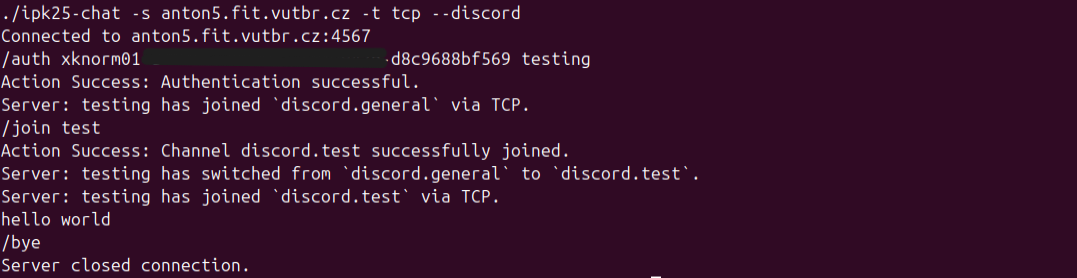 ./ipk25-chat -s anton5.fit.vutbr.cz -t tcp --discord
Connected to anton5.fit.vutbr.cz:4567
/auth xknorm01 -d8c9688bf569 testing
Action Success: Authentication successful.
Server: testing has joined `discord.general` via TCP.
/join test
Action Success: Channel discord.test successfully joined.
Server: testing has switched from `discord.general` to `discord.test`.
Server: testing has joined `discord.test` via TCP.
hello world
/bye
Server closed connection.